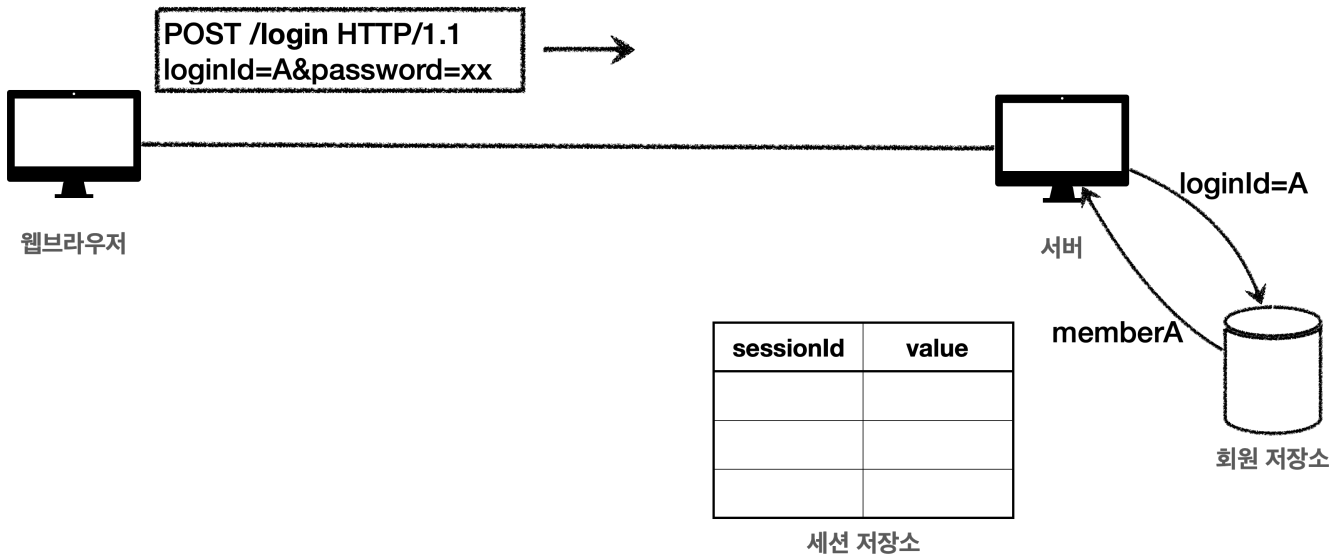 POST /login HTTP/1.1
loginId=A&password=xx
웹브라우저
서버
loginId=A
memberA
회원 저장소
sessionId value
세션 저장소